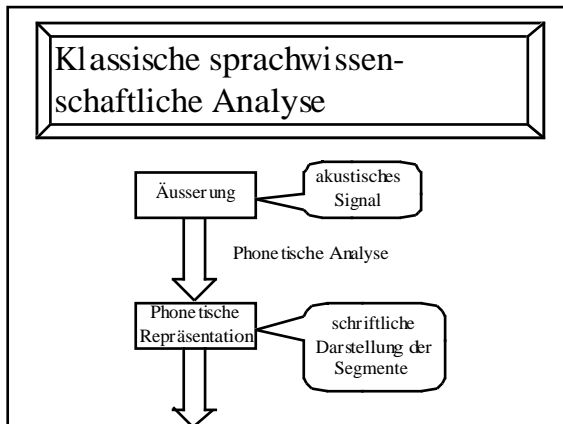 Klassische sprachwissen-
schaftliche Analyse
Äusserung
akustisches
Signal
Phonetische Analyse
Phonetische
Repräsentation
schriftliche
Darstellung der
Segmente